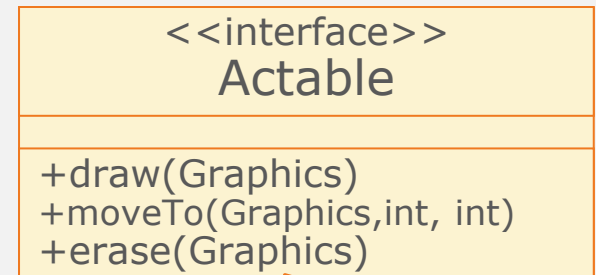 <<interface>>
Actable
+draw(Graphics)
+moveTo(Graphics,int, int)
+erase(Graphics)